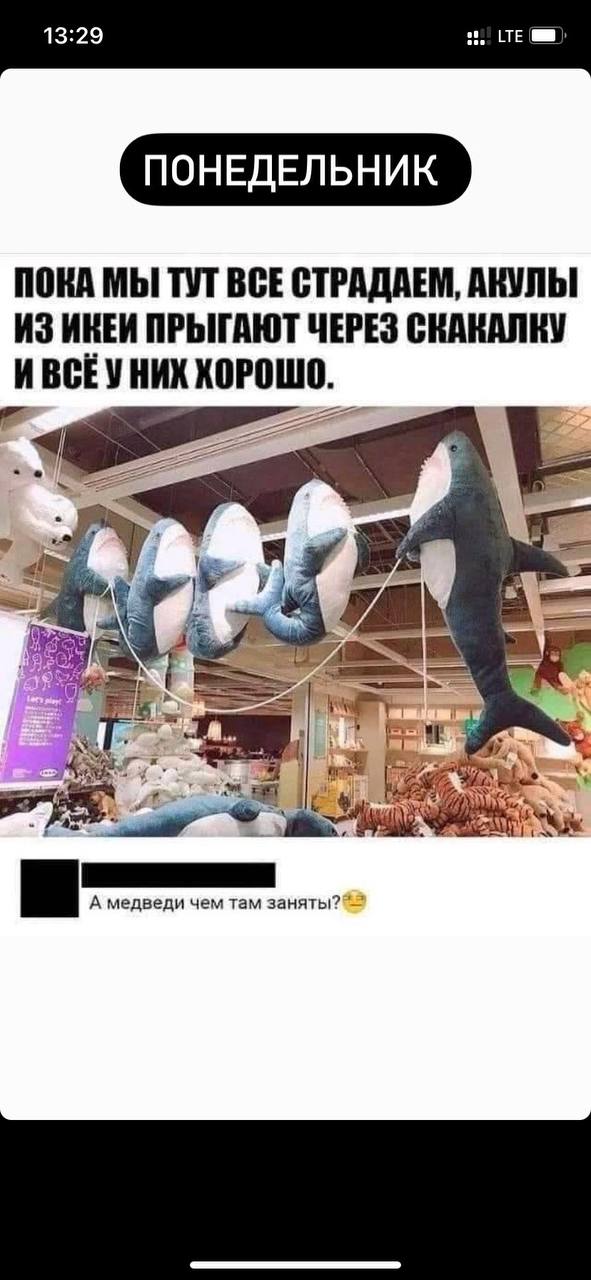 13:29
LTE
ПОНЕДЕЛЬНИК
ПОКА МЫ ТУТ ВСЕ СТРАДАЕМ, АКУЛЫ
ИЗ ИКЕИ ПРЫГАЮТ ЧЕРЕЗ СКАКАЛКУ
И ВСЁ У НИХ ХОРОШО.
Let's play!
IKEA
А медведи чем там заняты?😒